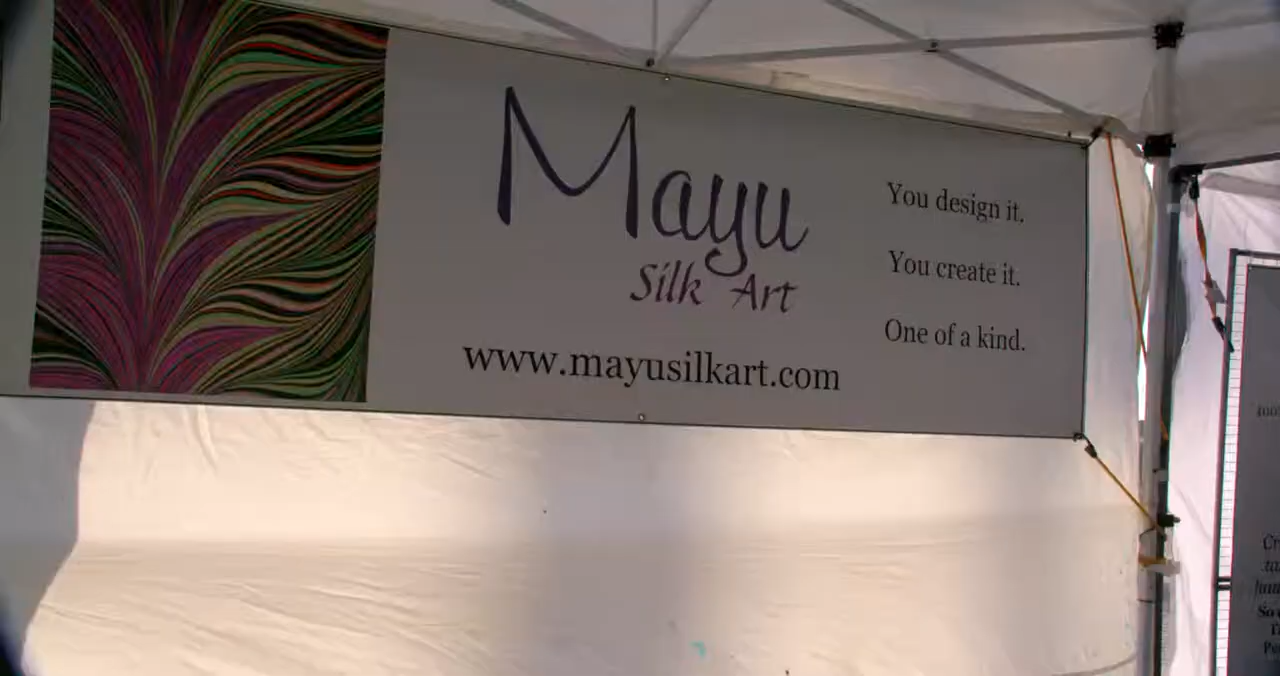 Mayu
Silk Art
www.mayusilkart.com
You design it.
You create it.
One of a kind.